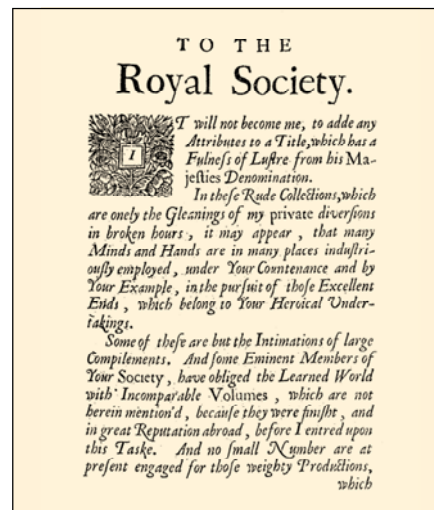 TO THE
Royal Society.
IT will not become me, to adde any
Attributes to a Title, which has a
Fulneſs of Luſtre from his Ma-
jeſties Denomination.
In theſe Rude Collections, which
are onely the Gleanings of my private diverſions
in broken hours, it may appear, that many
Minds and Hands are in many places induſtri-
ouſly employed, under Your Countenance and by
Your Example, in the purſuit of thoſe Excellent
Ends, which belong to Your Heroical Under-
takings.
Some of theſe are but the Intimations of large
Compilements. And ſome Eminent Members of
Your Society, have obliged the Learned World
with Incomparable Volumes, which are not
herein mention'd, becauſe they were finiſht, and
in great Reputation abroad, before I entred upon
this Taske. And no ſmall Number are at
preſent engaged for thoſe weighty Productions,
which